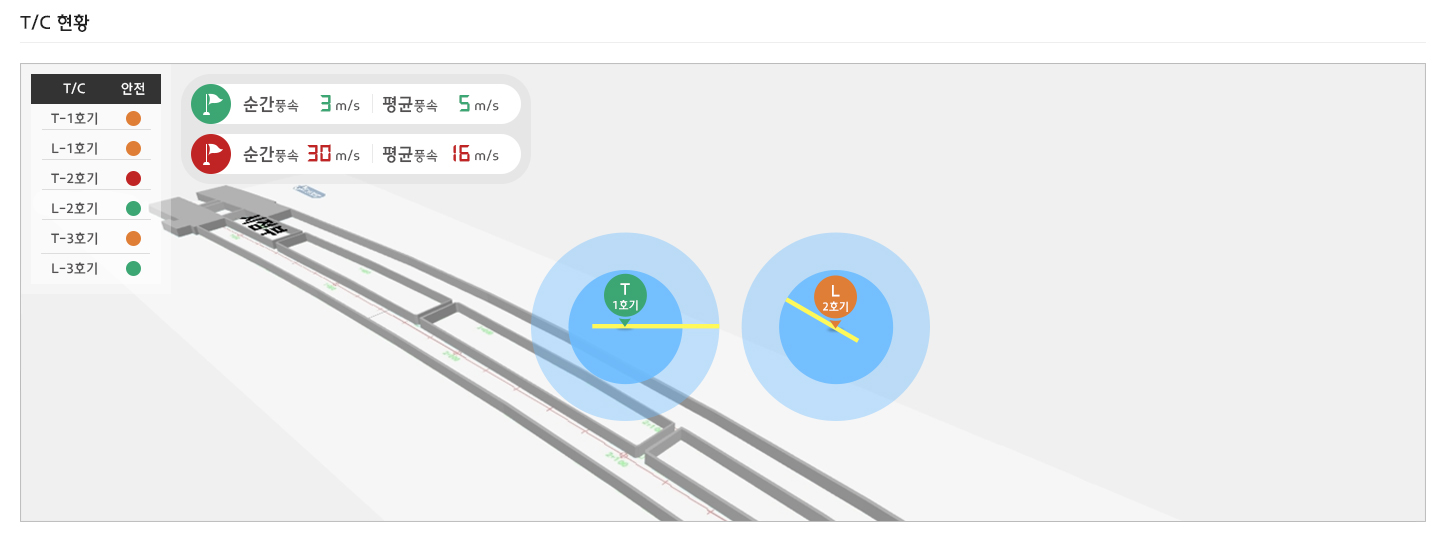 T/C 현황
T/C 안전
T-1호기
L-1호기
T-2호기
L-2호기
T-3호기
L-3호기
순간풍속 3 m/s 평균풍속 5 m/s
순간풍속 30 m/s 평균풍속 16 m/s
시점부
T
1호기
L
2호기
2+100